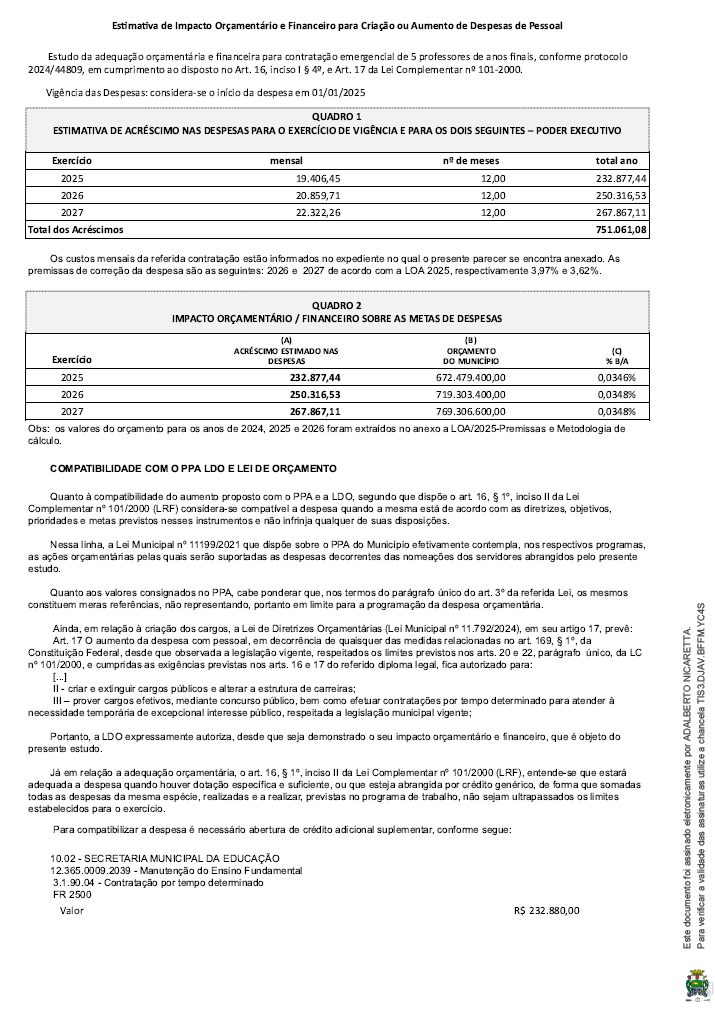 Estimativa de Impacto Orçamentário e Financeiro para Criação ou Aumento de Despesas de Pessoal
Estudo da adequação orçamentária e financeira para contratação emergencial de 5 professores de anos finais, conforme protocolo
2024/44809, em cumprimento ao disposto no Art. 16, inciso I § 4º, e Art. 17 da Lei Complementar nº 101-2000.
Vigência das Despesas: considera-se o início da despesa em 01/01/2025
QUADRO 1
ESTIMATIVA DE ACRÉSCIMO NAS DESPESAS PARA O EXERCÍCIO DE VIGÊNCIA E PARA OS DOIS SEGUINTES – PODER EXECUTIVO
Exercício mensal nº de meses total ano
2025 19.406,45 12,00 232.877,44
2026 20.859,71 12,00 250.316,53
2027 22.322,26 12,00 267.867,11
Total dos Acréscimos 751.061,08
Os custos mensais da referida contratação estão informados no expediente no qual o presente parecer se encontra anexado. As
premissas de correção da despesa são as seguintes: 2026 e 2027 de acordo com a LOA 2025, respectivamente 3,97% e 3,62%.
QUADRO 2
IMPACTO ORÇAMENTÁRIO / FINANCEIRO SOBRE AS METAS DE DESPESAS
(A) (B)
ACRÉSCIMO ESTIMADO NAS ORÇAMENTO (C)
Exercício DESPESAS DO MUNICÍPIO % B/A
2025 232.877,44 672.479.400,00 0,0346%
2026 250.316,53 719.303.400,00 0,0348%
2027 267.867,11 769.306.600,00 0,0348%
Obs: os valores do orçamento para os anos de 2024, 2025 e 2026 foram extraídos no anexo a LOA/2025-Premissas e Metodologia de
cálculo.
COMPATIBILIDADE COM O PPA LDO E LEI DE ORÇAMENTO
Quanto à compatibilidade do aumento proposto com o PPA e a LDO, segundo que dispõe o art. 16, § 1º, inciso II da Lei
Complementar nº 101/2000 (LRF) considera-se compatível a despesa quando a mesma está de acordo com as diretrizes, objetivos,
prioridades e metas previstos nesses instrumentos e não infrinja qualquer de suas disposições.
Nessa linha, a Lei Municipal nº 11199/2021 que dispõe sobre o PPA do Município efetivamente contempla, nos respectivos programas,
as ações orçamentárias pelas quais serão suportadas as despesas decorrentes das nomeações dos servidores abrangidos pelo presente
estudo.
Quanto aos valores consignados no PPA, cabe ponderar que, nos termos do parágrafo único do art. 3º da referida Lei, os mesmos
constituem meras referências, não representando, portanto em limite para a programação da despesa orçamentária.
Ainda, em relação à criação dos cargos, a Lei de Diretrizes Orçamentárias (Lei Municipal nº 11.792/2024), em seu artigo 17, prevê:
Art. 17 O aumento da despesa com pessoal, em decorrência de quaisquer das medidas relacionadas no art. 169, § 1º, da
Constituição Federal, desde que observada a legislação vigente, respeitados os limites previstos nos arts. 20 e 22, parágrafo único, da LC
nº 101/2000, e cumpridas as exigências previstas nos arts. 16 e 17 do referido diploma legal, fica autorizado para:
[...]
II - criar e extinguir cargos públicos e alterar a estrutura de carreiras;
III – prover cargos efetivos, mediante concurso público, bem como efetuar contratações por tempo determinado para atender à
necessidade temporária de excepcional interesse público, respeitada a legislação municipal vigente;
Portanto, a LDO expressamente autoriza, desde que seja demonstrado o seu impacto orçamentário e financeiro, que é objeto do
presente estudo.
Já em relação a adequação orçamentária, o art. 16, § 1º, inciso II da Lei Complementar nº 101/2000 (LRF), entende-se que estará
adequada a despesa quando houver dotação específica e suficiente, ou que esteja abrangida por crédito genérico, de forma que somadas
todas as despesas da mesma espécie, realizadas e a realizar, previstas no programa de trabalho, não sejam ultrapassados os limites
estabelecidos para o exercício.
Para compatibilizar a despesa é necessário abertura de crédito adicional suplementar, conforme segue:
10.02 - SECRETARIA MUNICIPAL DA EDUCAÇÃO
12.365.0009.2039 - Manutenção do Ensino Fundamental
3.1.90.04 - Contratação por tempo determinado
FR 2500
Valor R$ 232.880,00
Este documento foi assinado eletronicamente por ADALBERTO NICARETTA.
Para verificar a validade das assinaturas utilize a chancela TIS3.DJAV.BFFM.YC4S